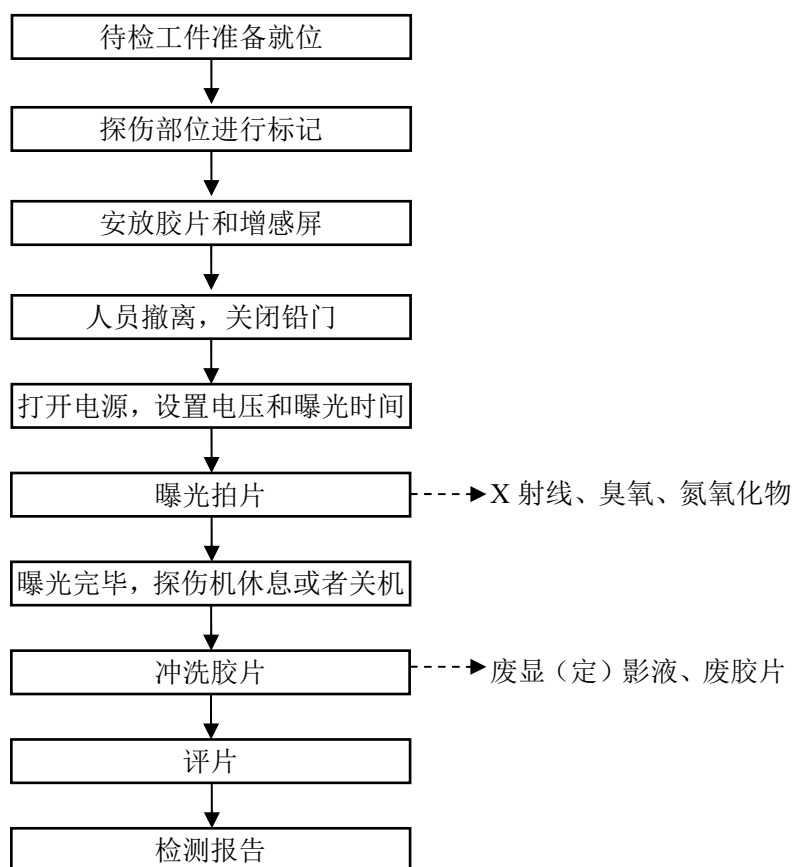 待检工件准备就位
探伤部位进行标记
安放胶片和增感屏
人员撤离，关闭铅门
打开电源，设置电压和曝光时间
曝光拍片
X 射线、臭氧、氮氧化物
曝光完毕，探伤机休息或者关机
冲洗胶片
废显（定）影液、废胶片
评片
检测报告